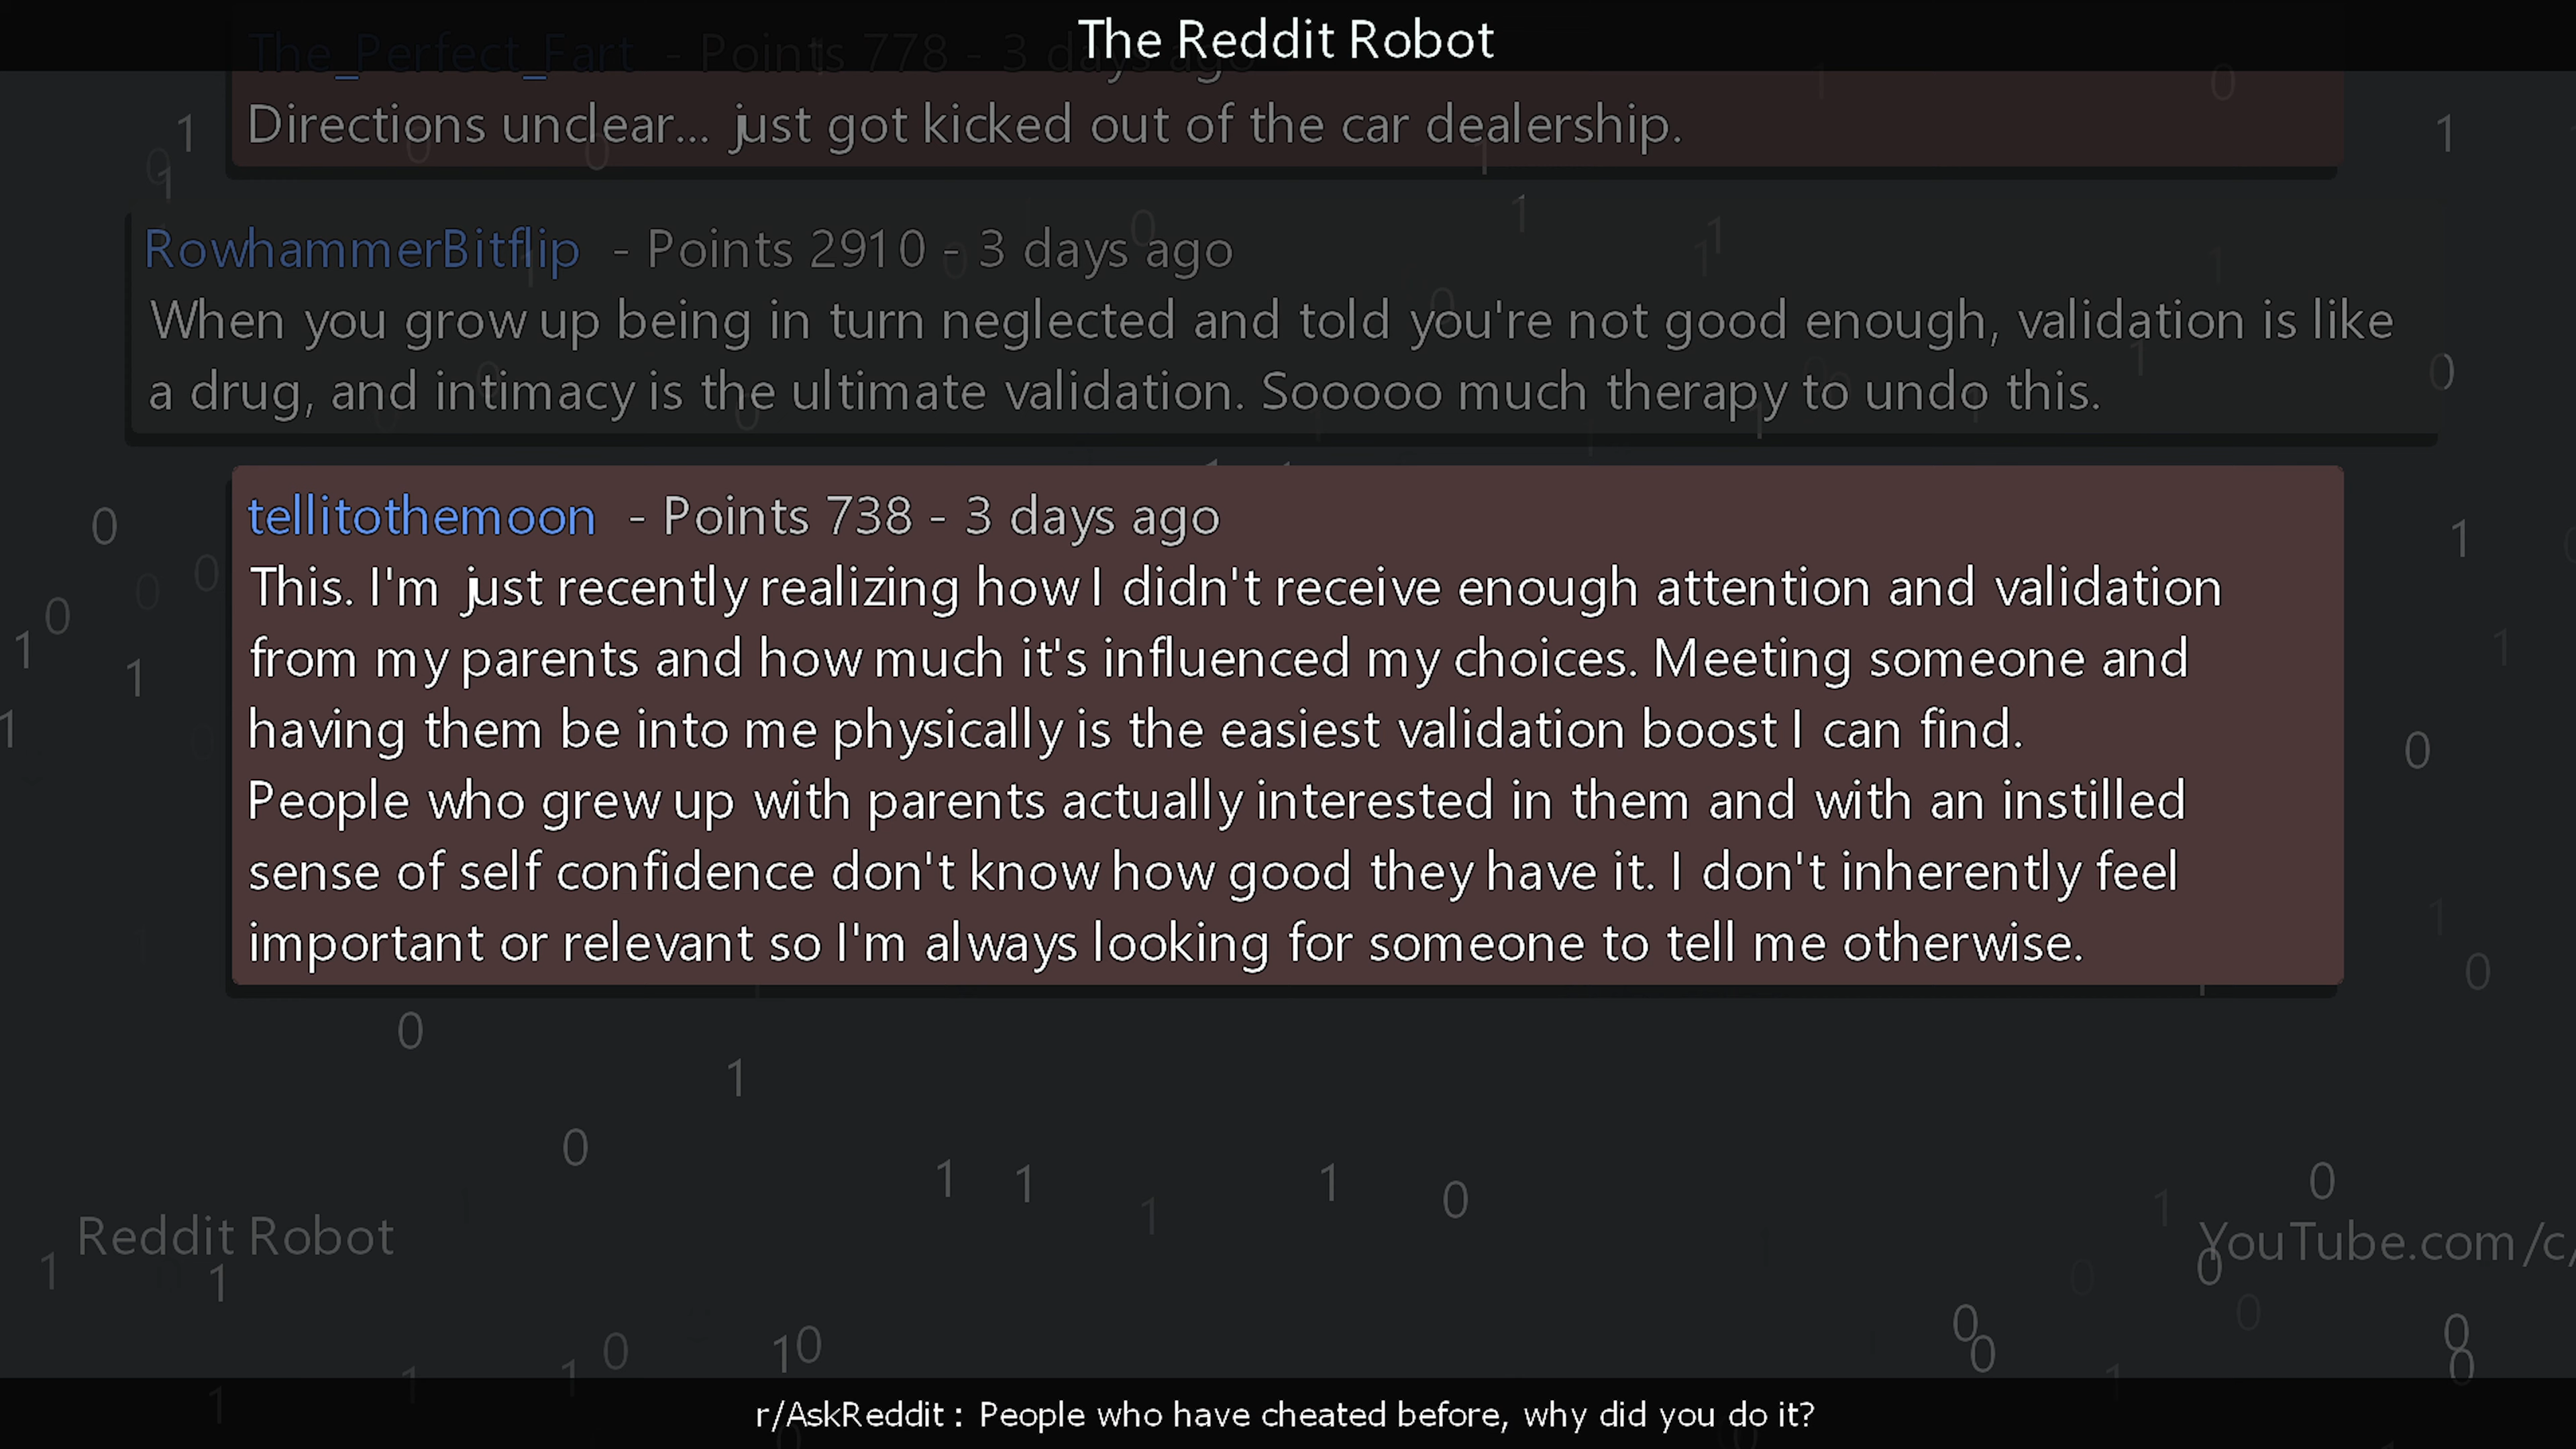 The Reddit Robot
The_Perfect_Fart - Points 778 - 3 days ago
Directions unclear... just got kicked out of the car dealership.
RowhammerBitflip - Points 2910 - 3 days ago
When you grow up being in turn neglected and told you're not good enough, validation is like
a drug, and intimacy is the ultimate validation. Sooooo much therapy to undo this.
tellitothemoon - Points 738 - 3 days ago
This. I'm just recently realizing how I didn't receive enough attention and validation
from my parents and how much it's influenced my choices. Meeting someone and
having them be into me physically is the easiest validation boost I can find.
People who grew up with parents actually interested in them and with an instilled
sense of self confidence don't know how good they have it. I don't inherently feel
important or relevant so I'm always looking for someone to tell me otherwise.
Reddit Robot
YouTube.com/c/
r/AskReddit : People who have cheated before, why did you do it?